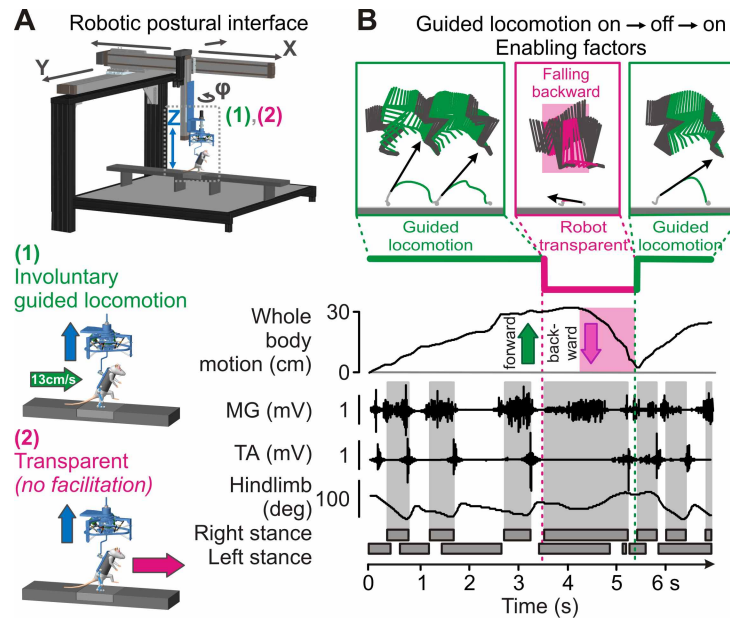 A
Robotic postural interface
X
Y
φ
Z
(1),(2)
(1)
Involuntary
guided locomotion
13cm/s
(2)
Transparent
(no facilitation)
B
Guided locomotion on → off → on
Enabling factors
Falling
backward
Guided
locomotion
Robot
transparent
Guided
locomotion
Whole
body
motion (cm)
30
0
forward
back-
ward
MG (mV)
1
TA (mV)
1
Hindlimb
(deg)
100
Right stance
Left stance
0 1 2 3 4 5 6 s
Time (s)